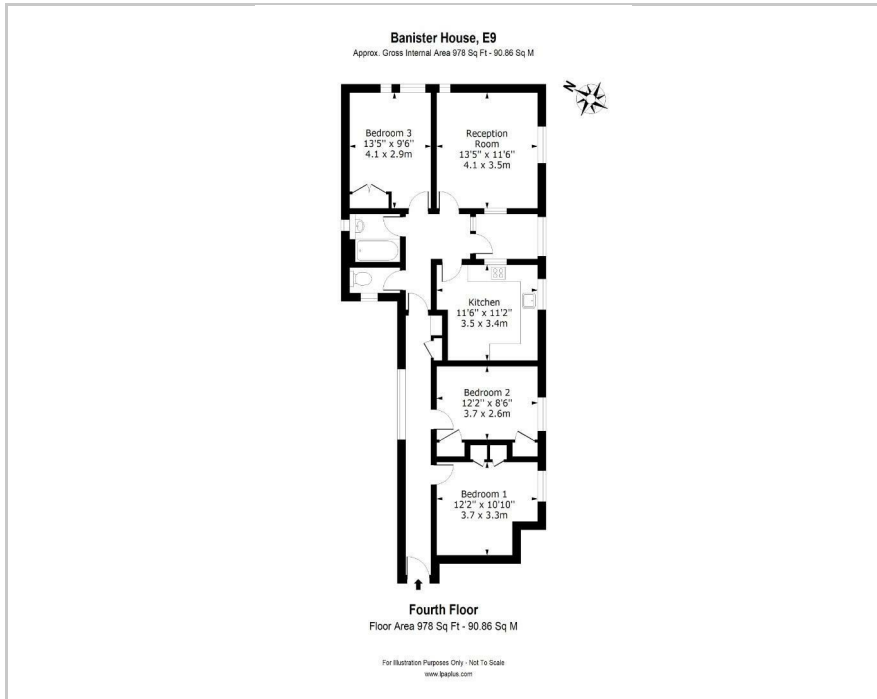 Banister House, E9
Approx. Gross Internal Area 978 Sq Ft - 90.86 Sq M
N
Bedroom 3
13'5" x 9'6"
4.1 x 2.9m
Reception
Room
13'5" x 11'6"
4.1 x 3.5m
Kitchen
11'6" x 11'2"
3.5 x 3.4m
Bedroom 2
12'2" x 8'6"
3.7 x 2.6m
Bedroom 1
12'2" x 10'10"
3.7 x 3.3m
Fourth Floor
Floor Area 978 Sq Ft - 90.86 Sq M
For Illustration Purposes Only - Not To Scale
www.lpaplus.com